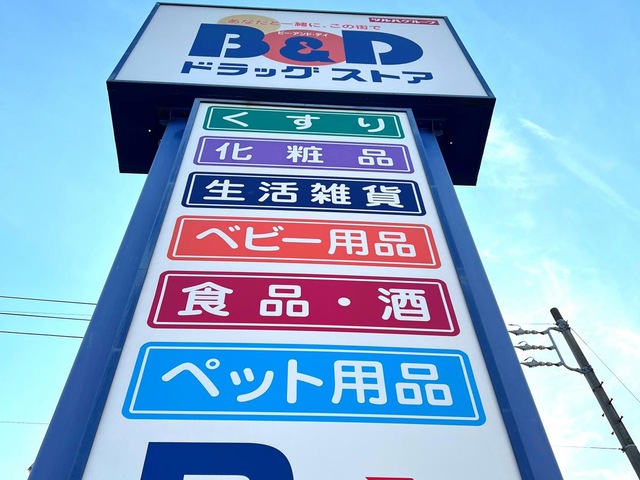 あなたと一緒に、この街で
ツルハグループ
ビー・アンド・ディ
B&D
ドラッグストア
くすり
化粧品
生活雑貨
ベビー用品
食品・酒
ペット用品